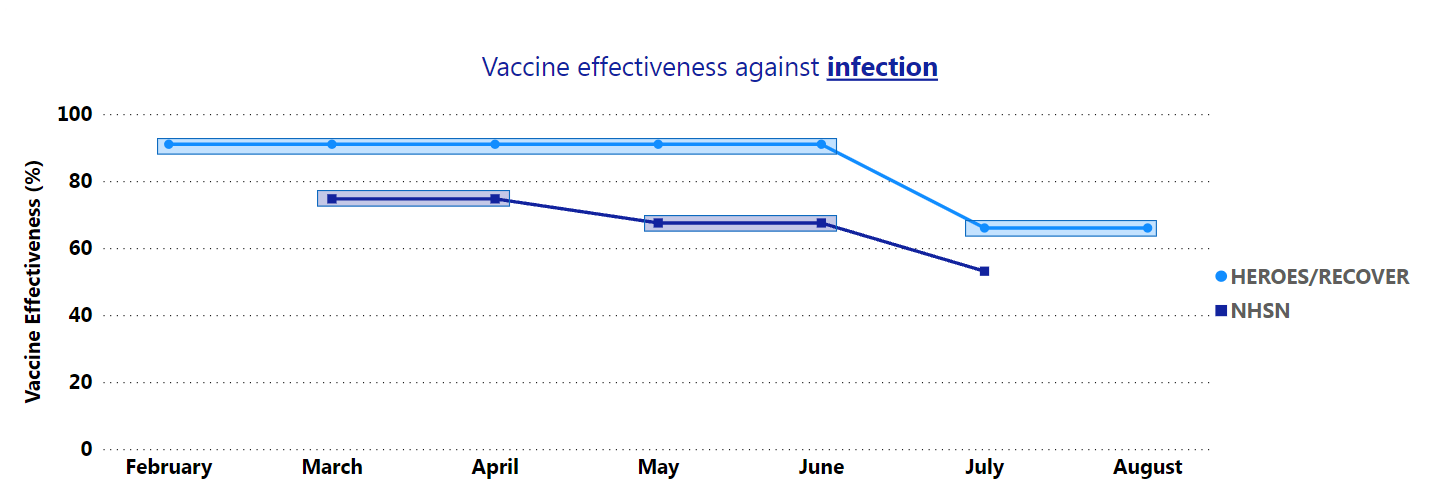 Vaccine effectiveness against infection
100
80
60
40
20
0
Vaccine Effectiveness (%)
February March April May June July August
HEROES/RECOVER
NHSN